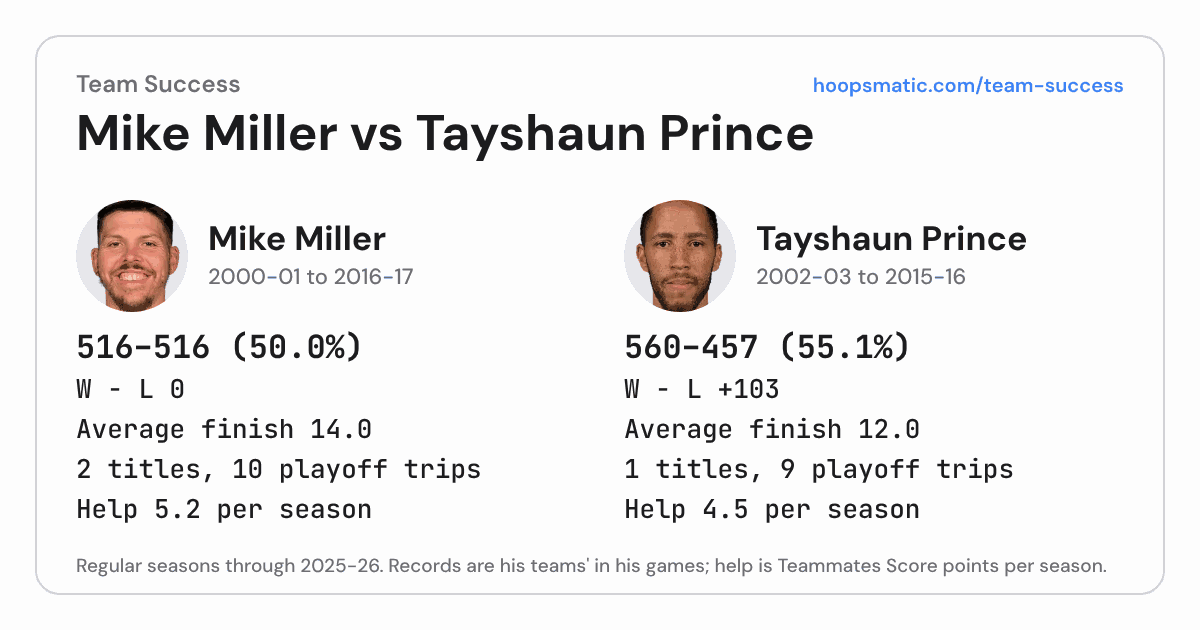 Team Success
hoopsmatic.com/team-success
Mike Miller vs Tayshaun Prince
Mike Miller
2000-01 to 2016-17
516-516 (50.0%)
W - L 0
Average finish 14.0
2 titles, 10 playoff trips
Help 5.2 per season
Tayshaun Prince
2002-03 to 2015-16
560-457 (55.1%)
W - L +103
Average finish 12.0
1 titles, 9 playoff trips
Help 4.5 per season
Regular seasons through 2025-26. Records are his teams' in his games; help is Teammates Score points per season.